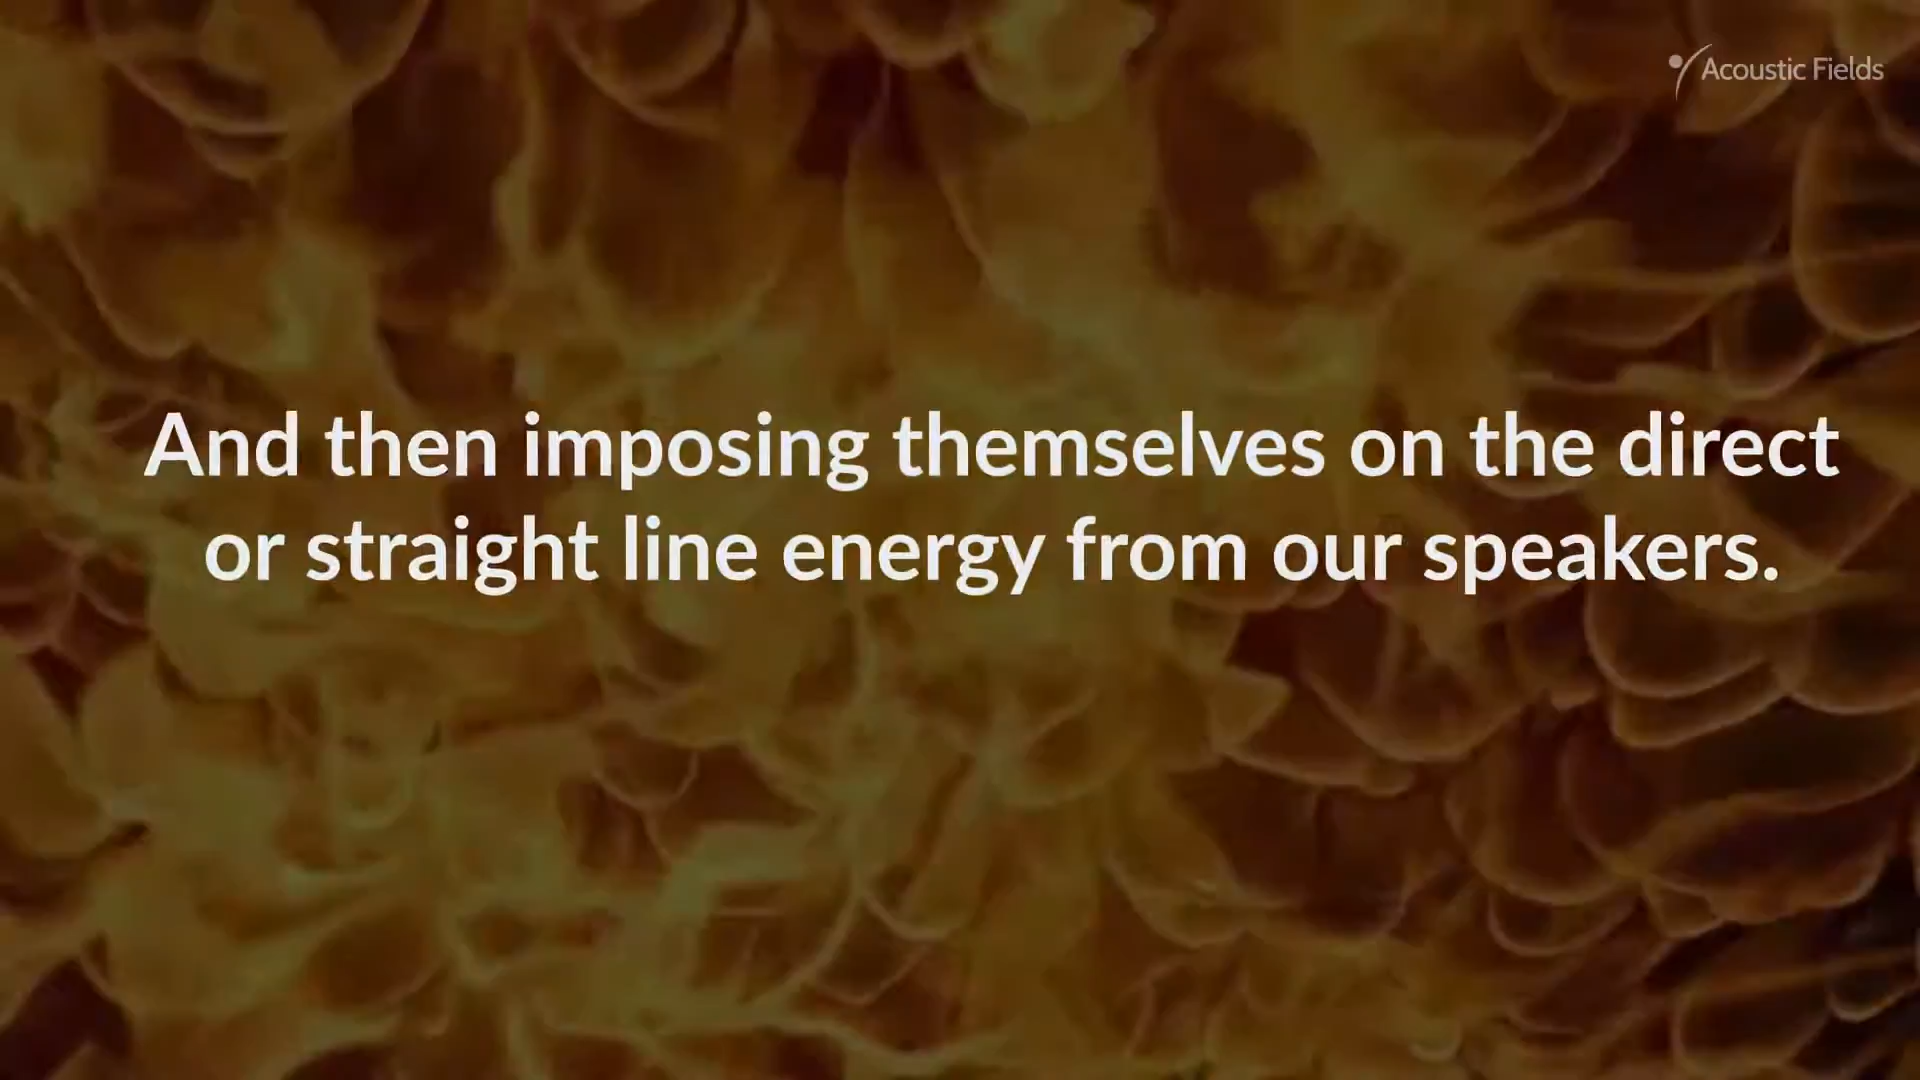 Acoustic Fields
And then imposing themselves on the direct
or straight line energy from our speakers.